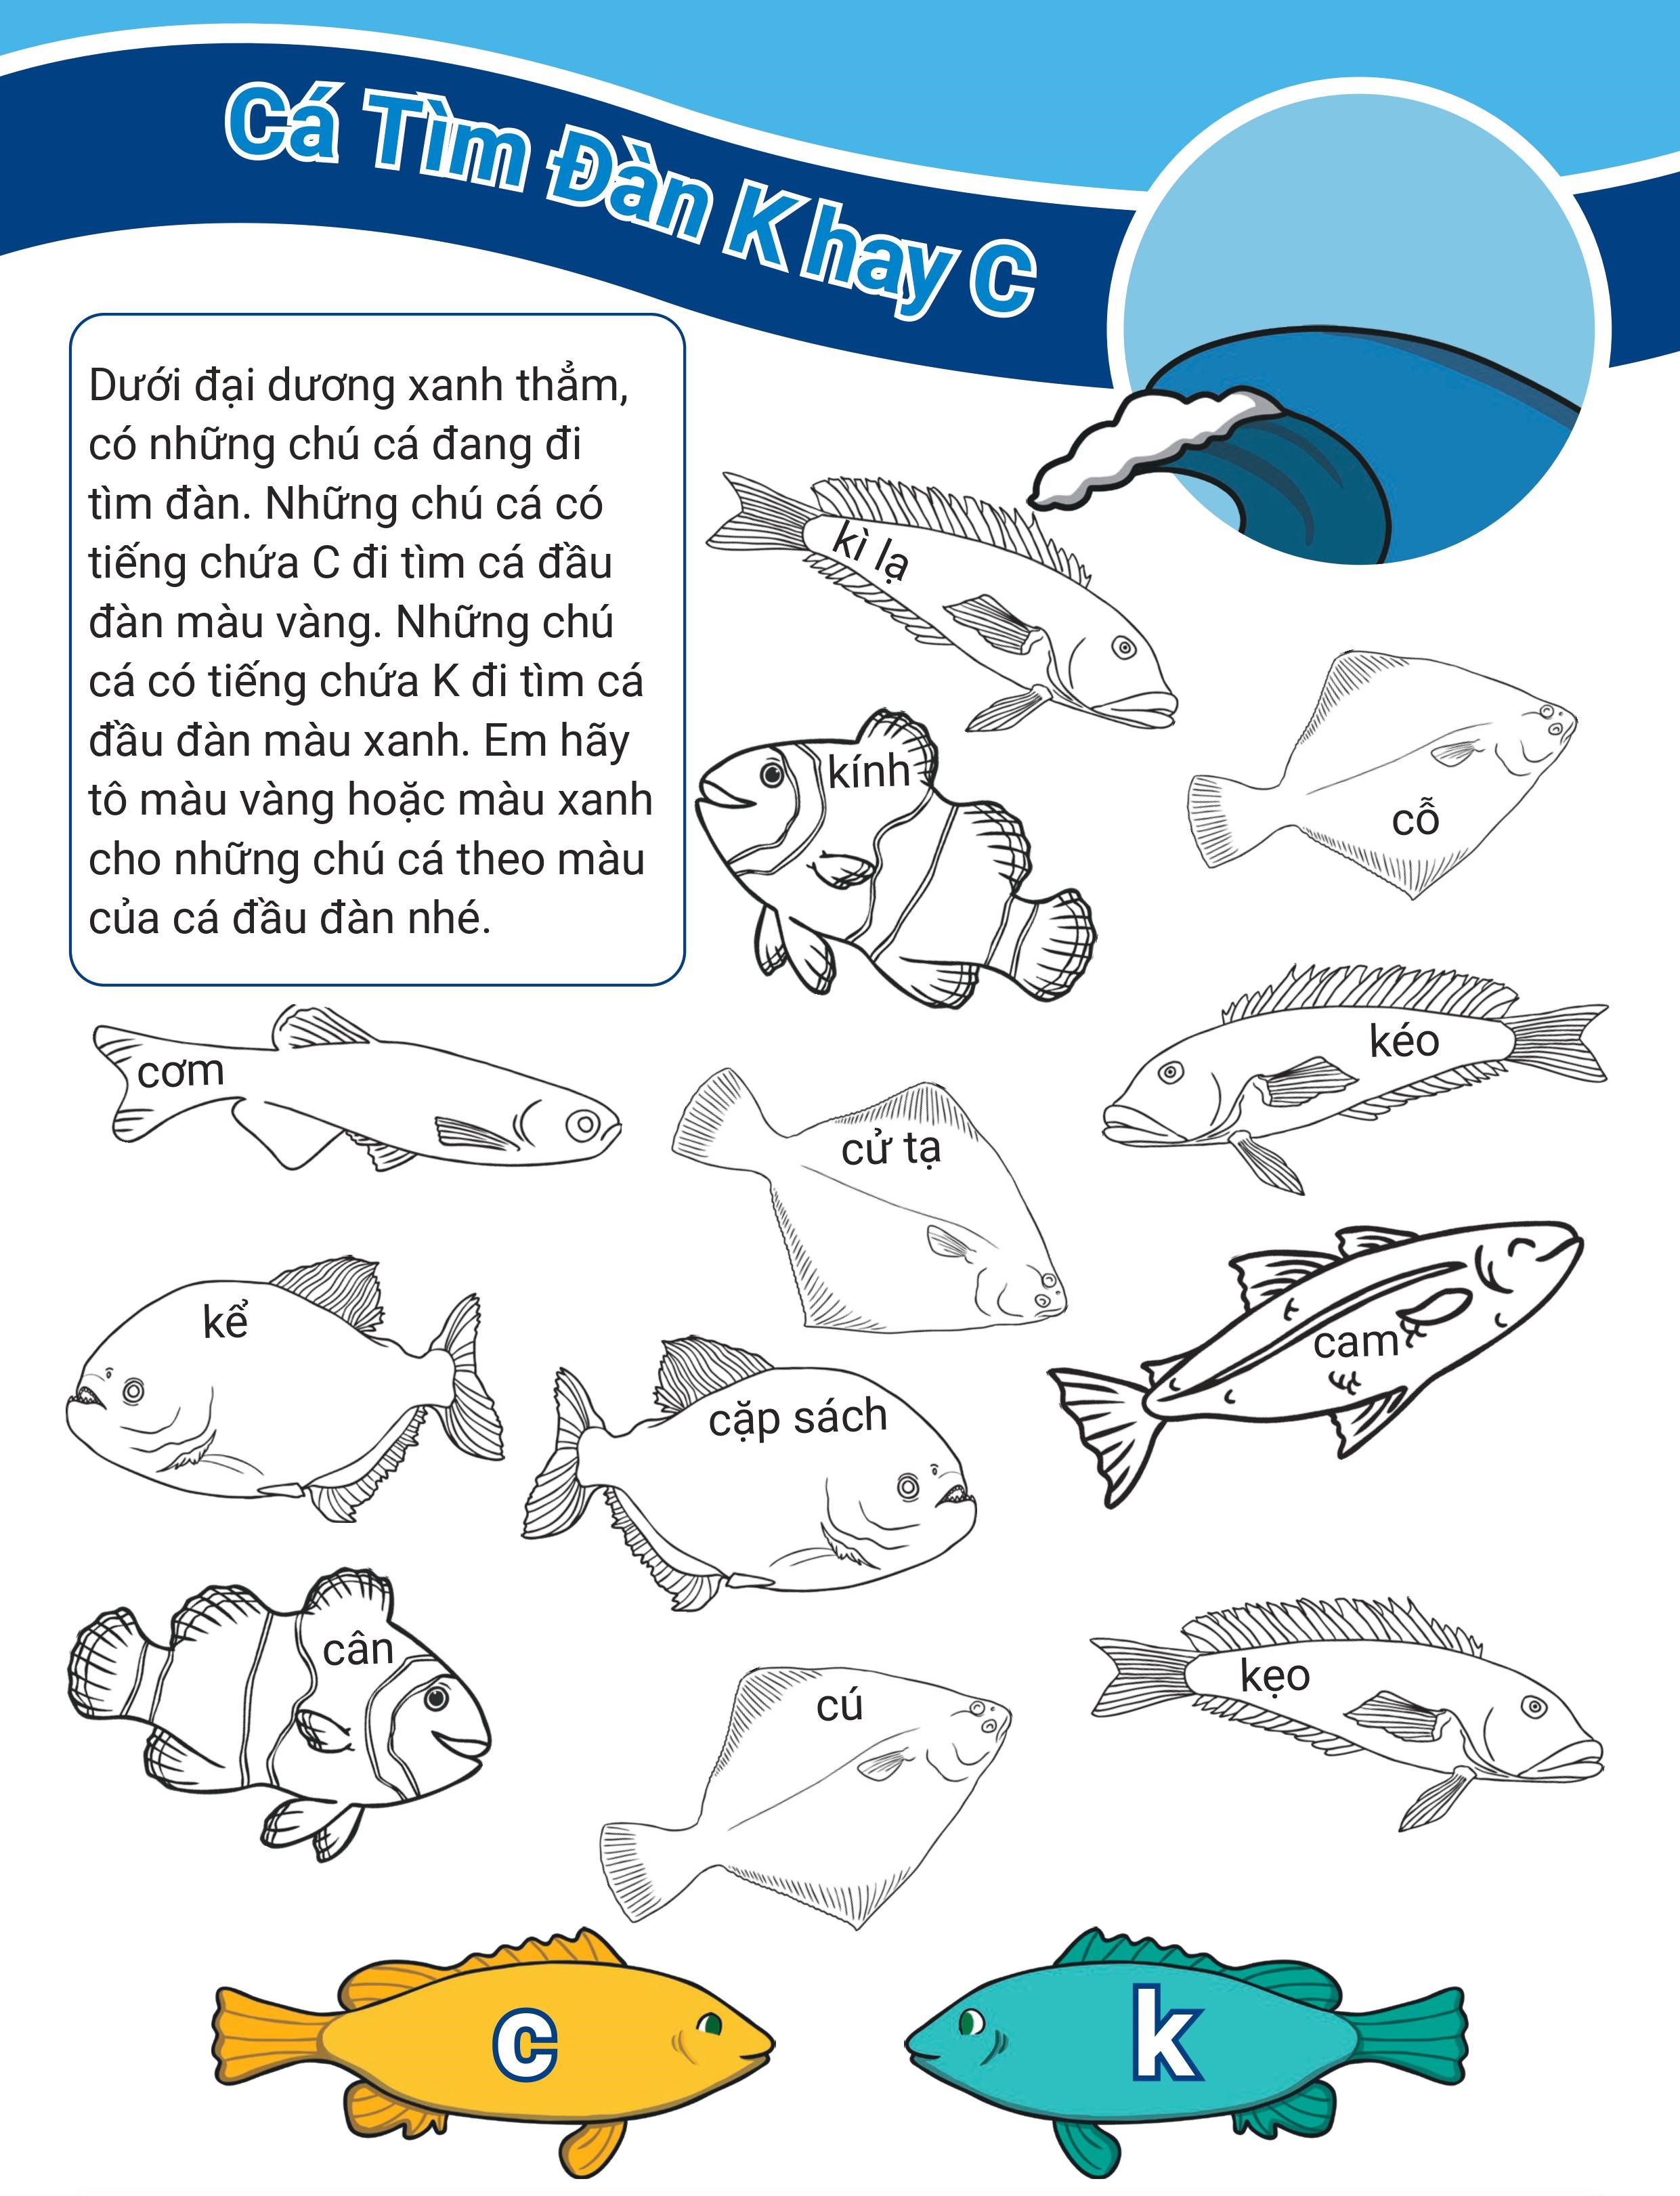 Cá Tìm Đàn K hay C
Dưới đại dương xanh thẳm,
có những chú cá đang đi
tìm đàn. Những chú cá có
tiếng chứa C đi tìm cá đầu
đàn màu vàng. Những chú
cá có tiếng chứa K đi tìm cá
đầu đàn màu xanh. Em hãy
tô màu vàng hoặc màu xanh
cho những chú cá theo màu
của cá đầu đàn nhé.
kì lạ
kính
cỗ
cơm
kéo
cử tạ
kể
cam
cặp sách
cân
cú
kẹo
c
k